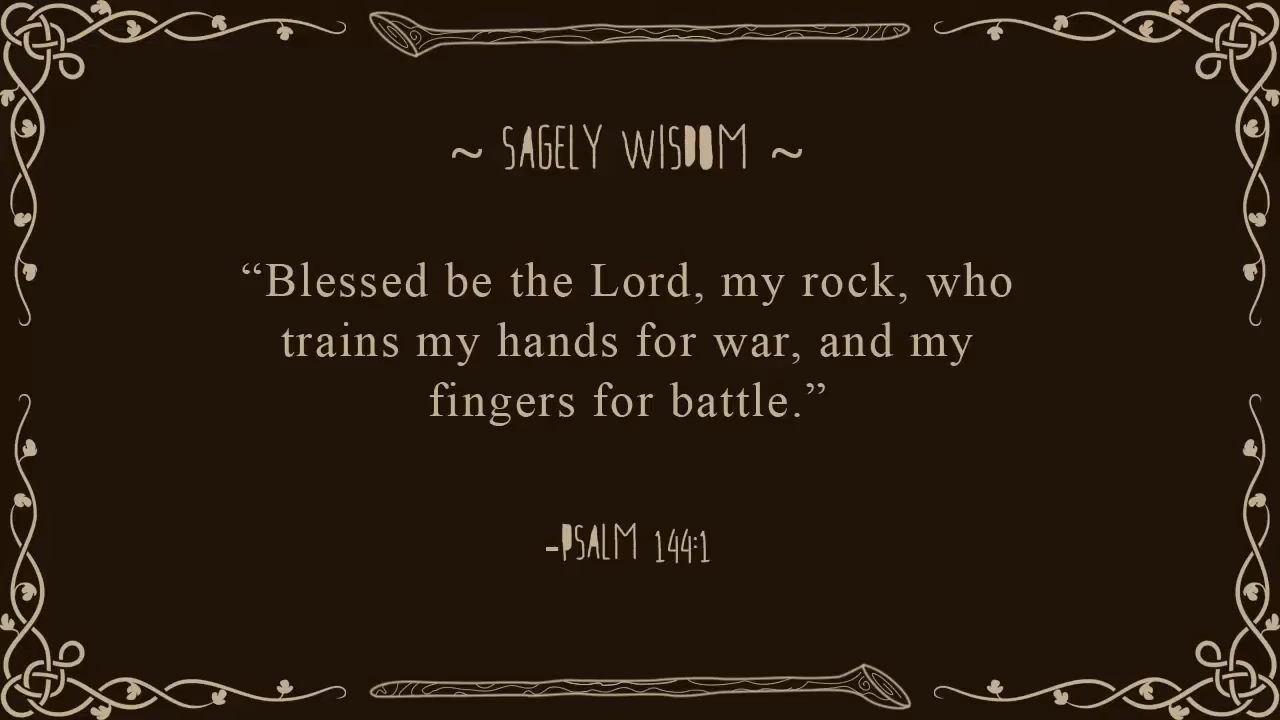 ~ SAGELY WISDOM ~
“Blessed be the Lord, my rock, who
trains my hands for war, and my
fingers for battle.”
-PSALM 144:1